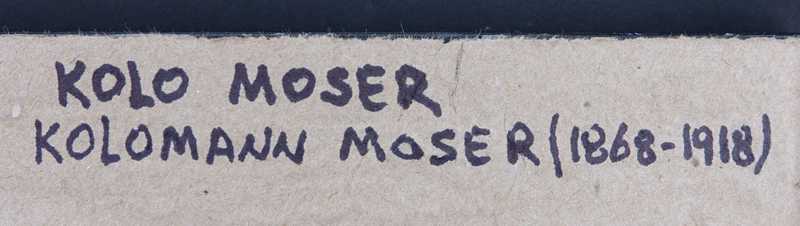 KOLO MOSER
KOLOMANN MOSER (1868-1918)